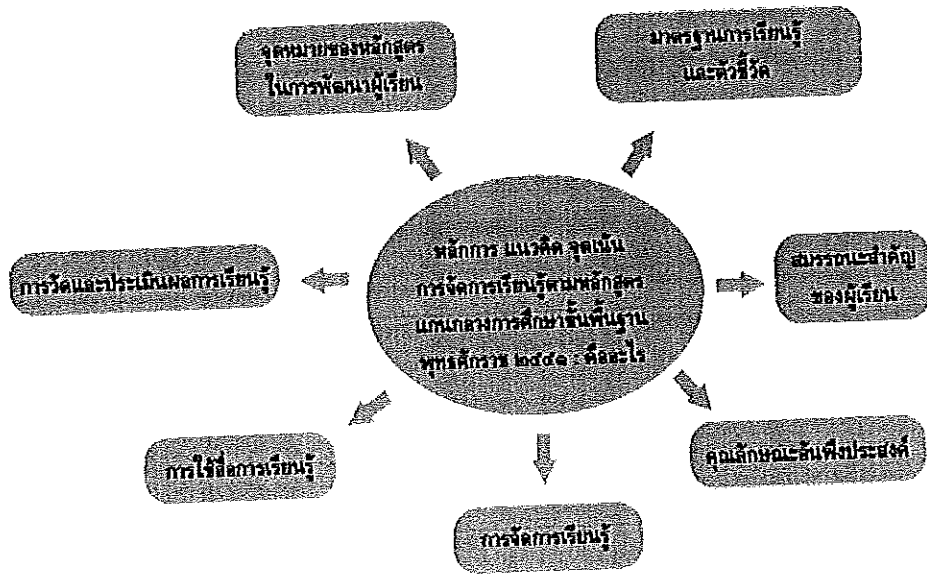 จุดหมายของหลักสูตร
ในการพัฒนาผู้เรียน
มาตรฐานการเรียนรู้
และตัวชี้วัด
หลักการ แนวคิด จุดเน้น
การจัดการเรียนรู้ตามหลักสูตร
แกนกลางการศึกษาขั้นพื้นฐาน
พุทธศักราช ๒๕๕๑ : คืออะไร
การวัดและประเมินผลการเรียนรู้
สมรรถนะสำคัญ
ของผู้เรียน
การใช้สื่อการเรียนรู้
คุณลักษณะอันพึงประสงค์
การจัดการเรียนรู้